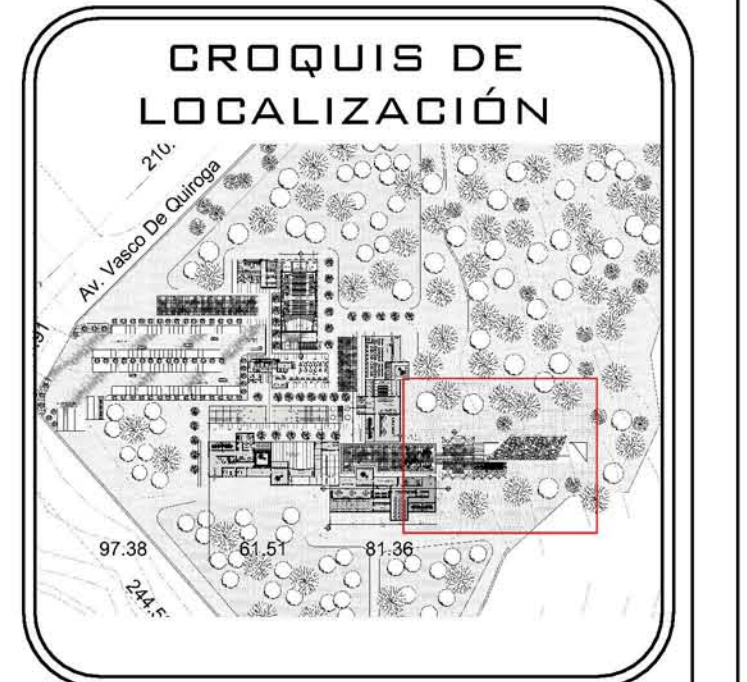 CROQUIS DE
LOCALIZACIÓN
210.
Av. Vasco De Quiroga
97.38
61.51
81.36